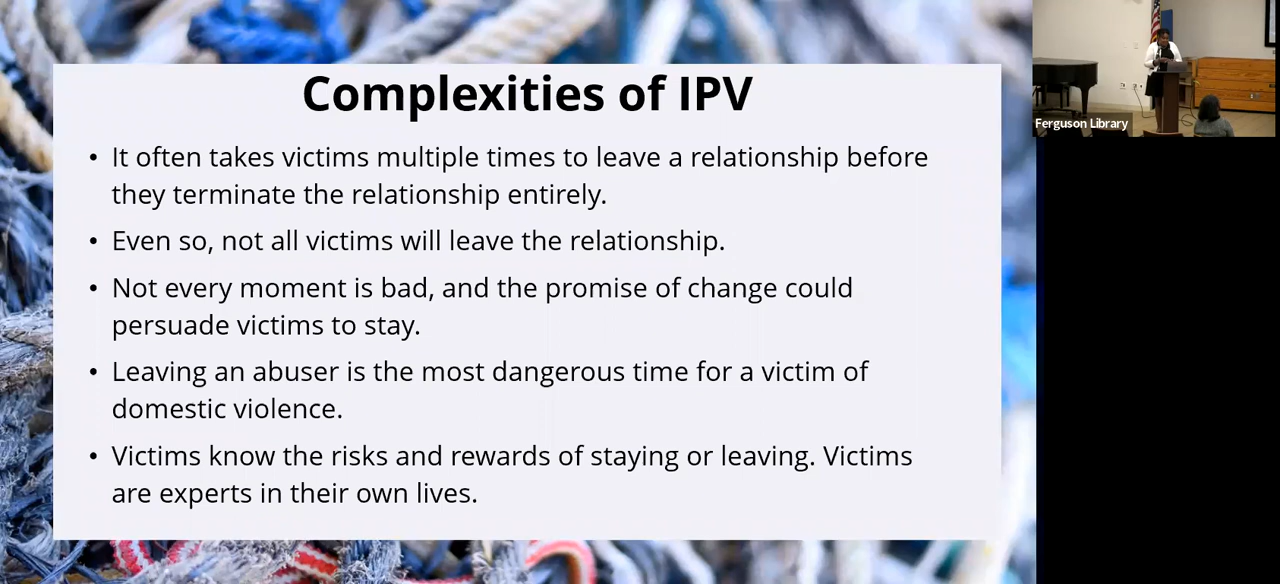 Complexities of IPV
• It often takes victims multiple times to leave a relationship before
they terminate the relationship entirely.
• Even so, not all victims will leave the relationship.
• Not every moment is bad, and the promise of change could
persuade victims to stay.
• Leaving an abuser is the most dangerous time for a victim of
domestic violence.
• Victims know the risks and rewards of staying or leaving. Victims
are experts in their own lives.
Ferguson Library